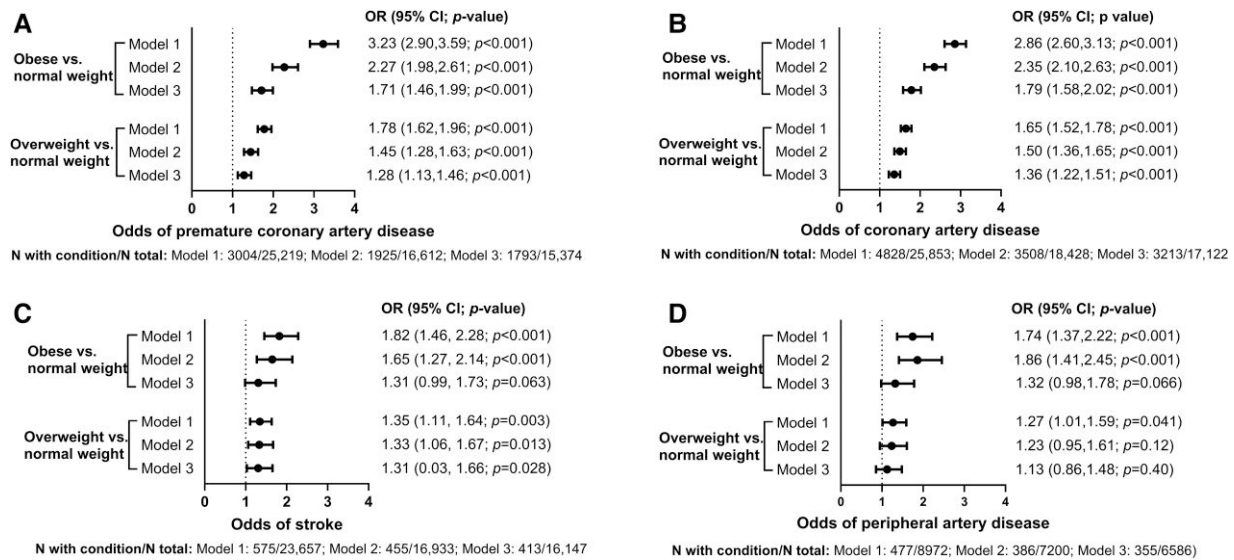 A
OR (95% CI; p-value)
Obese vs.
normal weight
Model 1 3.23 (2.90,3.59; p<0.001)
Model 2 2.27 (1.98,2.61; p<0.001)
Model 3 1.71 (1.46,1.99; p<0.001)
Overweight vs.
normal weight
Model 1 1.78 (1.62,1.96; p<0.001)
Model 2 1.45 (1.28,1.63; p<0.001)
Model 3 1.28 (1.13,1.46; p<0.001)
0 1 2 3 4
Odds of premature coronary artery disease
N with condition/N total: Model 1: 3004/25,219; Model 2: 1925/16,612; Model 3: 1793/15,374
B
OR (95% CI; p value)
Obese vs.
normal weight
Model 1 2.86 (2.60,3.13; p<0.001)
Model 2 2.35 (2.10,2.63; p<0.001)
Model 3 1.79 (1.58,2.02; p<0.001)
Overweight vs.
normal weight
Model 1 1.65 (1.52,1.78; p<0.001)
Model 2 1.50 (1.36,1.65; p<0.001)
Model 3 1.36 (1.22,1.51; p<0.001)
0 1 2 3 4
Odds of coronary artery disease
N with condition/N total: Model 1: 4828/25,853; Model 2: 3508/18,428; Model 3: 3213/17,122
C
OR (95% CI; p-value)
Obese vs.
normal weight
Model 1 1.82 (1.46, 2.28; p<0.001)
Model 2 1.65 (1.27, 2.14; p<0.001)
Model 3 1.31 (0.99, 1.73; p=0.063)
Overweight vs.
normal weight
Model 1 1.35 (1.11, 1.64; p=0.003)
Model 2 1.33 (1.06, 1.67; p=0.013)
Model 3 1.31 (0.03, 1.66; p=0.028)
0 1 2 3 4
Odds of stroke
N with condition/N total: Model 1: 575/23,657; Model 2: 455/16,933; Model 3: 413/16,147
D
OR (95% CI; p-value)
Obese vs.
normal weight
Model 1 1.74 (1.37,2.22; p<0.001)
Model 2 1.86 (1.41,2.45; p<0.001)
Model 3 1.32 (0.98,1.78; p=0.066)
Overweight vs.
normal weight
Model 1 1.27 (1.01,1.59; p=0.041)
Model 2 1.23 (0.95,1.61; p=0.12)
Model 3 1.13 (0.86,1.48; p=0.40)
0 1 2 3 4
Odds of peripheral artery disease
N with condition/N total: Model 1: 477/8972; Model 2: 386/7200; Model 3: 355/6586)